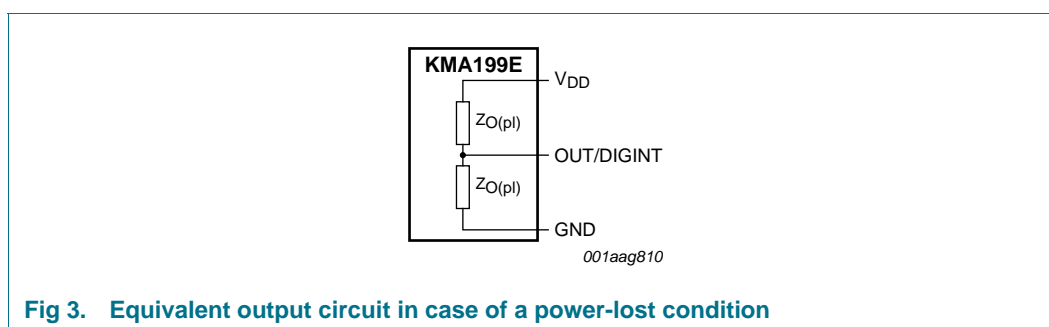 KMA199E
VDD
ZO(pl)
OUT/DIGINT
ZO(pl)
GND
001aag810
Fig 3. Equivalent output circuit in case of a power-lost condition